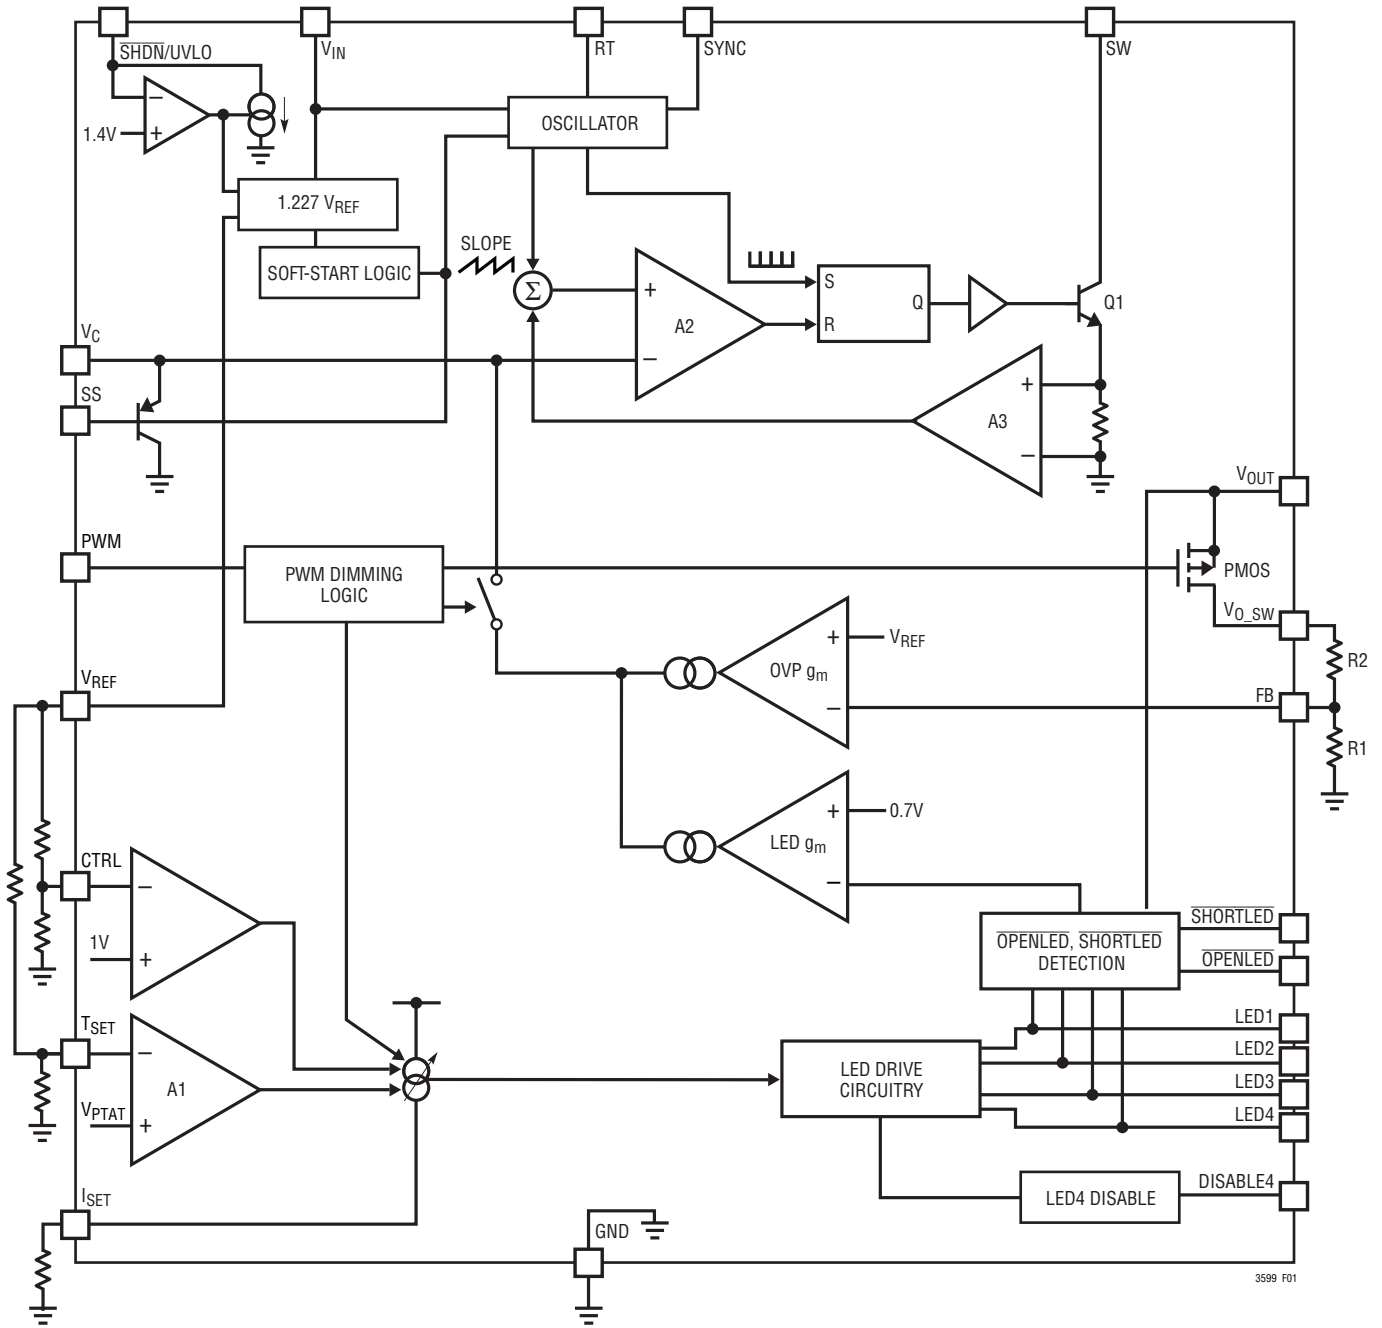 SHDN/UVLO
VIN
RT
SYNC
SW
1.4V
−
+
OSCILLATOR
1.227 VREF
SLOPE
SOFT-START LOGIC
Σ
+
−
A2
S
R
Q
Q1
VC
SS
A3
+
−
VOUT
PWM
PWM DIMMING
LOGIC
PMOS
VO_SW
+
VREF
OVP gm
−
R2
VREF
FB
R1
+
0.7V
LED gm
−
CTRL
−
1V
+
SHORTLED
OPENLED, SHORTLED
DETECTION
OPENLED
TSET
−
A1
VPTAT
+
LED1
LED2
LED3
LED4
LED DRIVE
CIRCUITRY
ISET
LED4 DISABLE
DISABLE4
GND
3599 F01